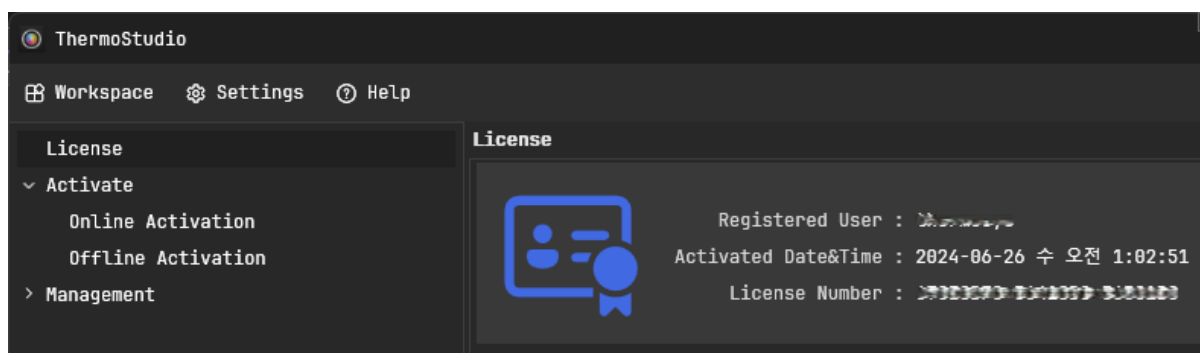 ThermoStudio
Workspace Settings Help
License
Activate
Online Activation
Offline Activation
Management
License
Registered User :
Activated Date&Time : 2024-06-26 수 오전 1:02:51
License Number :